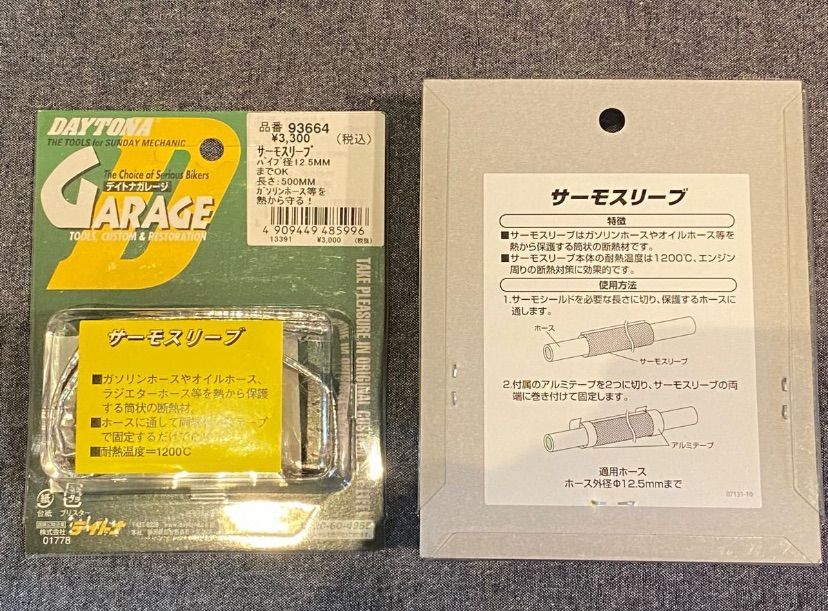 DAYTONA
THE TOOLS for SUNDAY MECHANIC
The Choice of Serious Bikers
デイトナガレージ
GARAGE
TOOLS, CUSTOM & RESTORATION
品番 93664
¥3,300 (税込)
サーモスリーブ
パイプ径12.5MM
までOK
長さ:500MM
ガソリンホース等を
熱から守る!
4 909449 485996
13391 ¥3,000 (税抜)
TAKE PLEASURE IN ORIGINAL
サーモスリーブ
■ガソリンホースやオイルホース、
ラジエターホース等を熱から保護
する筒状の断熱材。
■ホースに通して
で固定するだけ
■耐熱温度=1200℃
紙
台紙
プラ
ブリスター
株式会社デイトナ
01778
サーモスリーブ
特徴
■サーモスリーブはガソリンホースやオイルホース等を
熱から保護する筒状の断熱材です。
■サーモスリーブ本体の耐熱温度は1200℃、エンジン
周りの断熱対策に効果的です。
使用方法
1.サーモシールドを必要な長さに切り、保護するホースに
通します。
ホース
サーモスリーブ
2.付属のアルミテープを2つに切り、サーモスリーブの両
端に巻き付けて固定します。
アルミテープ
適用ホース
ホース外径Φ12.5mmまで
07131-10